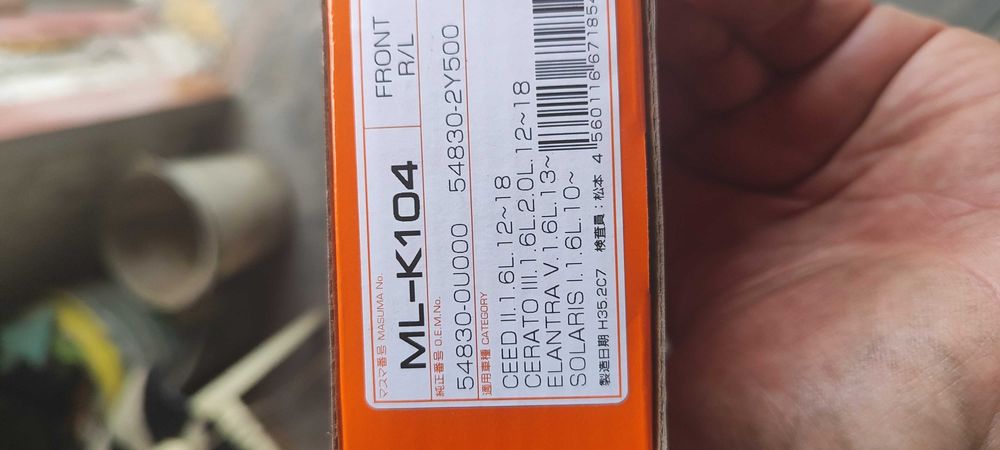 マスマ番号 MASUMA No.
ML-K104
FRONT
R/L
純正番号 O.E.M.No.
54830-0U000 54830-2Y500
適用車種 CATEGORY
CEED II.1.6L.12~18
CERATO III.1.6L.2.0L.12~18
ELANTRA V.1.6L.13~
SOLARIS I.1.6L.10~
製造日期 H35.2C7 検査員:松本
4 560116 671854